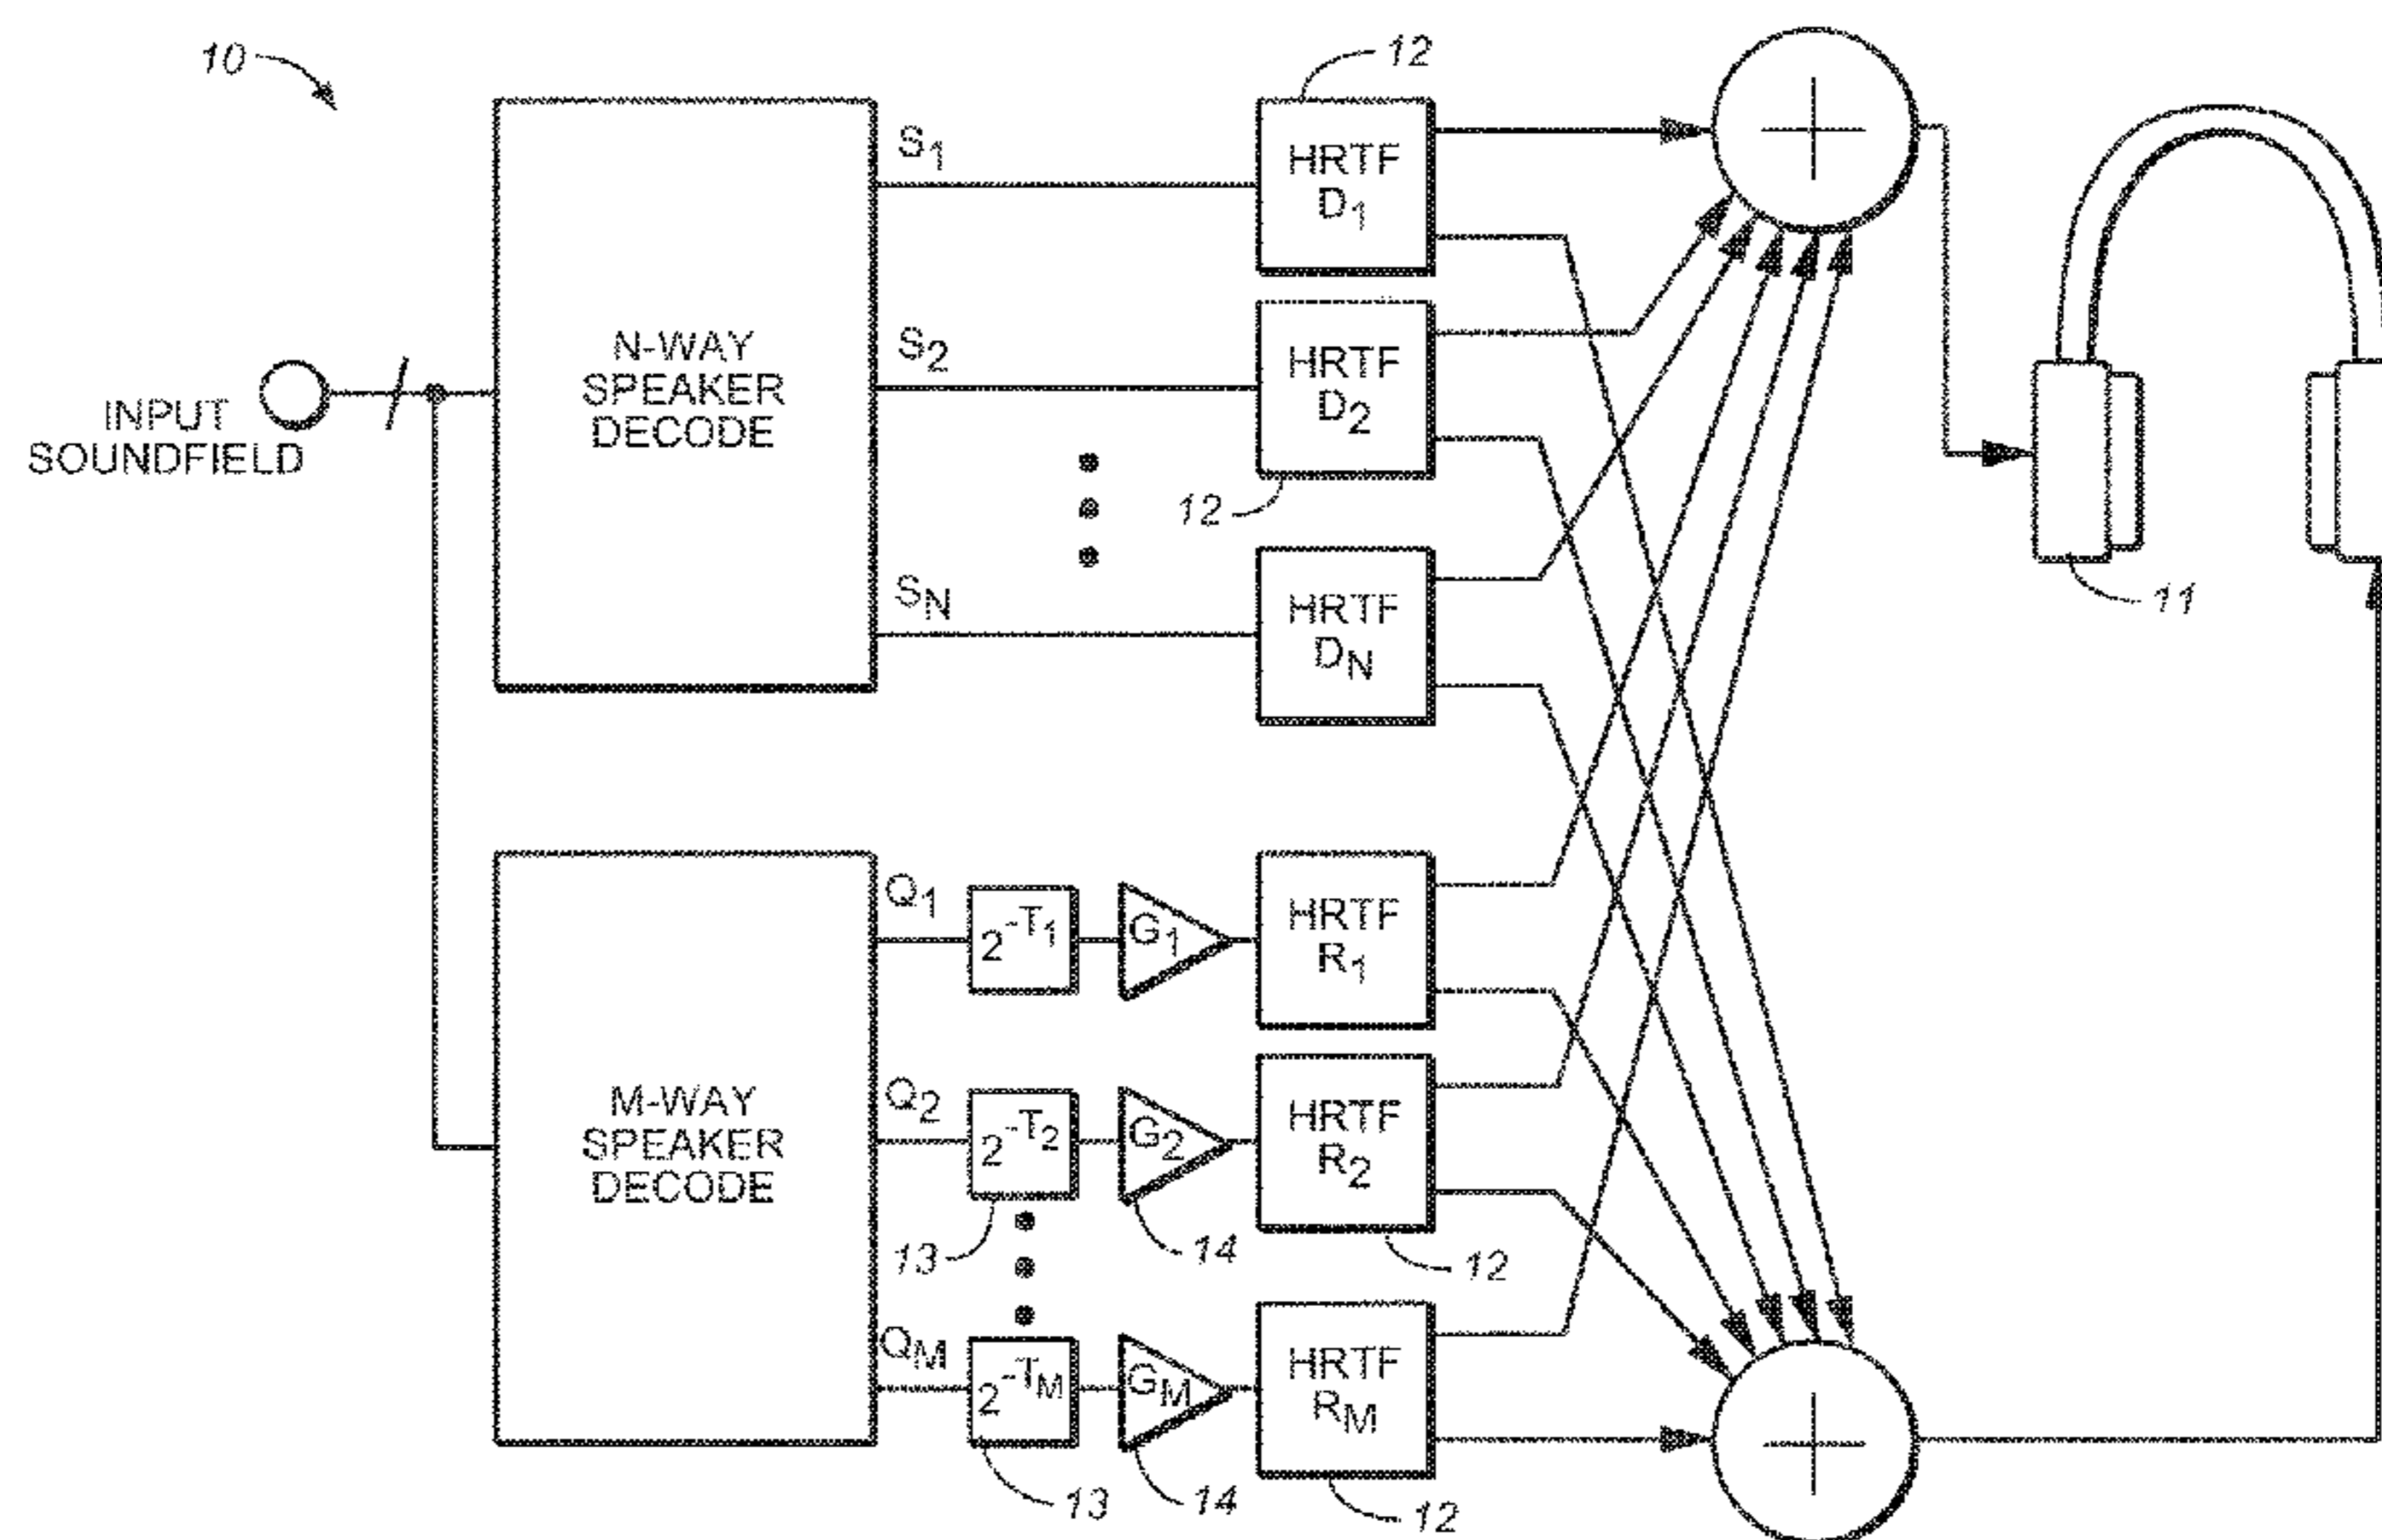 10
12
S1
HRTF
D1
N-WAY
SPEAKER
DECODE
S2
HRTF
D2
INPUT
SOUNDFIELD
12
SN
HRTF
DN
11
Q1
2-T1
G1
HRTF
R1
M-WAY
SPEAKER
DECODE
Q2
2-T2
G2
HRTF
R2
13
14
12
QM
2-TM
GM
HRTF
RM
13
14
12